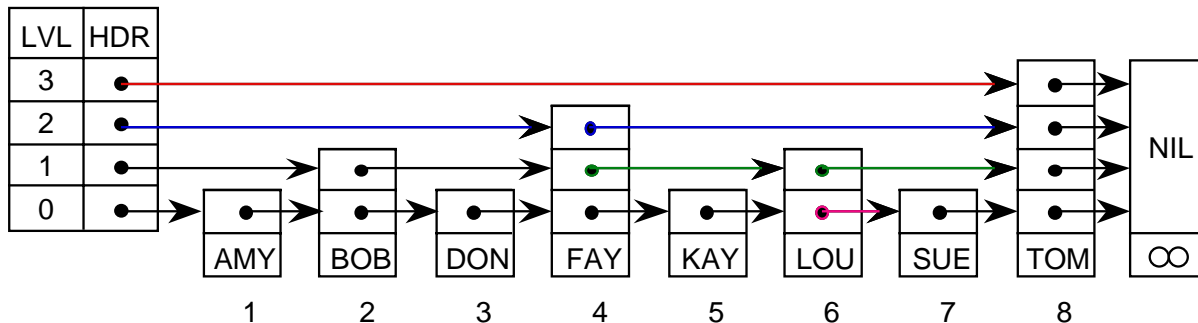 LVL HDR
3
2
1
0
NIL
AMY BOB DON FAY KAY LOU SUE TOM ∞
1 2 3 4 5 6 7 8